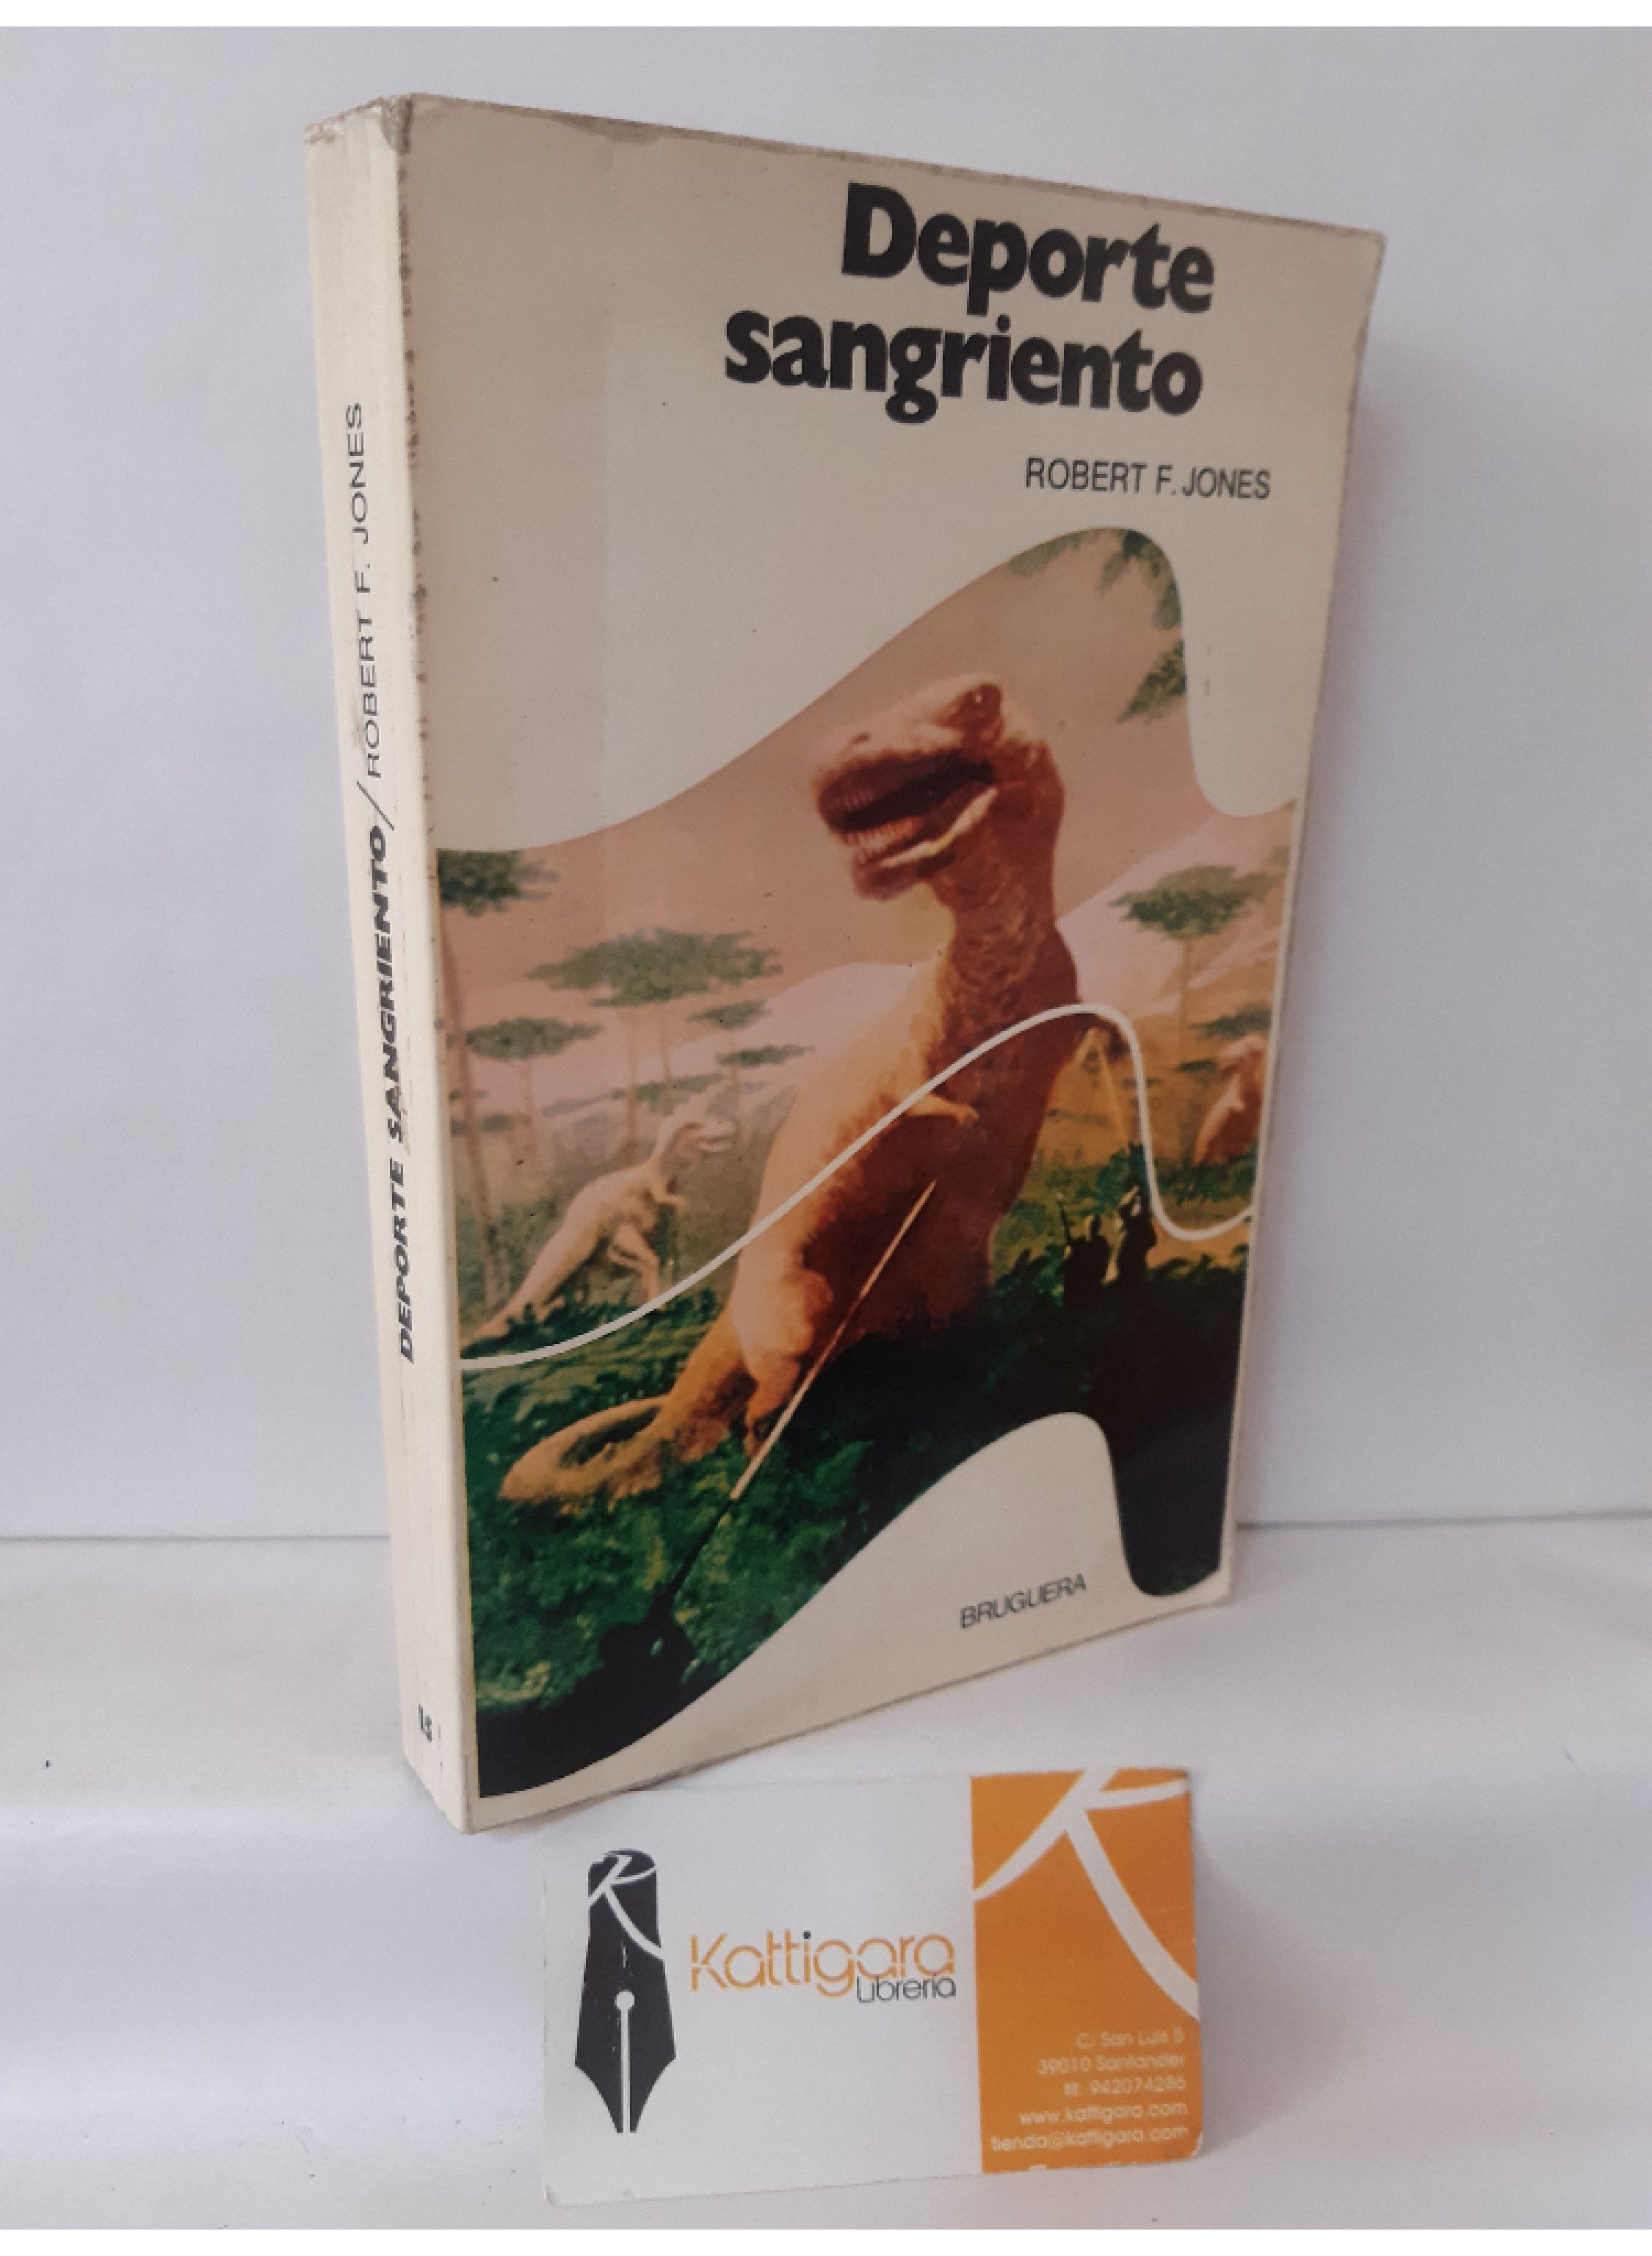 Deporte
sangriento
ROBERT F. JONES
DEPORTE SANGRIENTO/ROBERT F. JONES
BRUGUERA
Kattigara
Librería
C/ San Luis 5
39010 Santander
tlf: 942074286
www.kattigara.com
tienda@kattigara.com